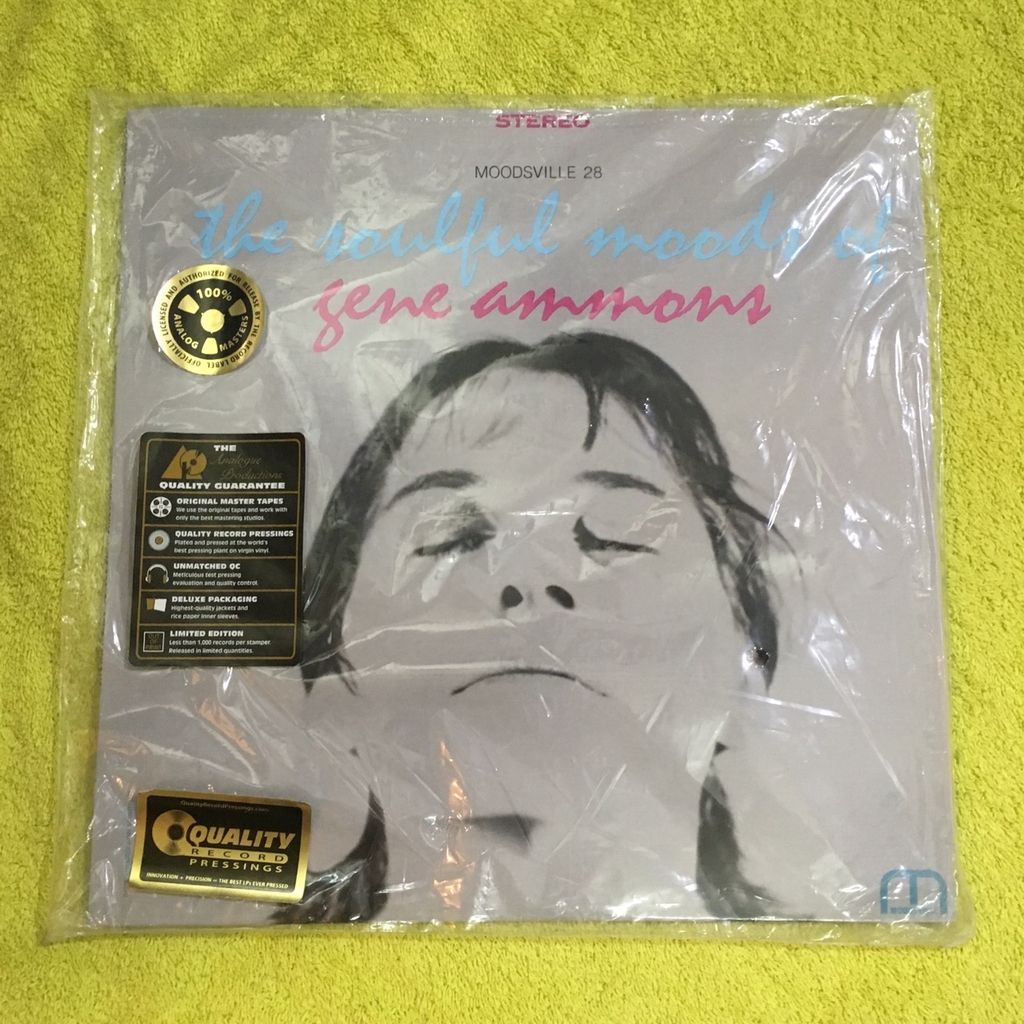 STEREO
MOODSVILLE 28
the soulful moods of
gene ammons
OFFICIALLY LICENSED AND AUTHORIZED FOR RELEASE BY THE RECORD LABEL
100%
ANALOG MASTERS
THE
Analogue
Productions
QUALITY GUARANTEE
ORIGINAL MASTER TAPES
We use the original tapes and work with
only the best mastering studios.
QUALITY RECORD PRESSINGS
Plated and pressed at the world's
best pressing plant on virgin vinyl.
UNMATCHED QC
Meticulous test pressing
evaluation and quality control.
DELUXE PACKAGING
Highest-quality jackets and
rice paper inner sleeves.
LIMITED EDITION
Less than 1,000 records per stamper.
Released in limited quantities.
QualityRecordPressings.com
QUALITY
RECORD
PRESSINGS
INNOVATION + PRECISION = THE BEST LPs EVER PRESSED
m